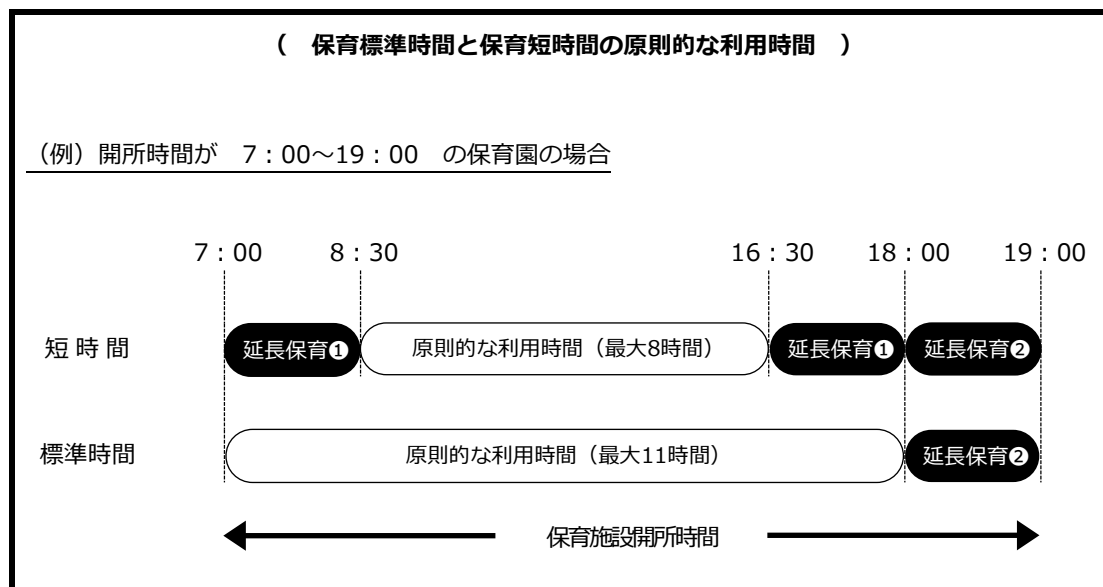 （　保育標準時間と保育短時間の原則的な利用時間　）
（例）開所時間が　7：00～19：00　の保育園の場合
7：00　8：30　16：30　18：00　19：00
短 時 間　延長保育❶　原則的な利用時間（最大8時間）　延長保育❶　延長保育❷
標準時間　原則的な利用時間（最大11時間）　延長保育❷
保育施設開所時間